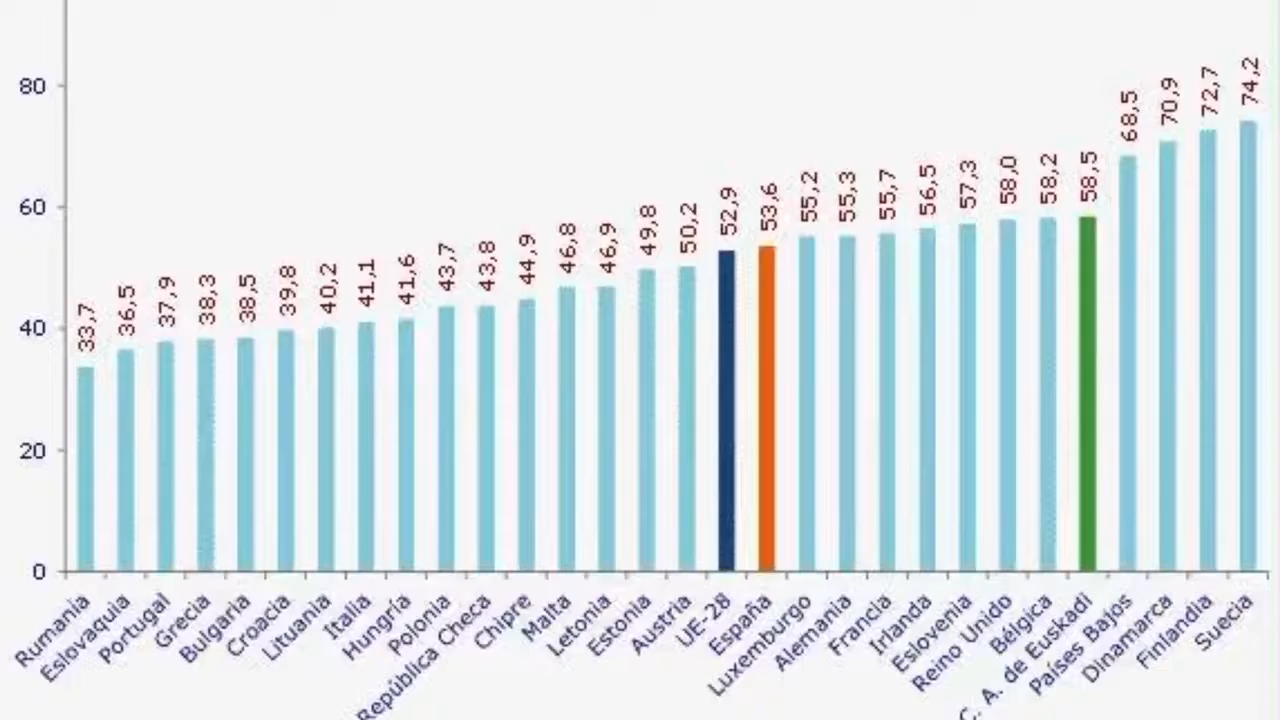 80
60
40
20
0
33,7
36,5
37,9
38,3
38,5
39,8
40,2
41,1
41,6
43,7
43,8
44,9
46,8
46,9
49,8
50,2
52,9
53,6
55,2
55,3
55,7
56,5
57,3
58,0
58,2
58,5
68,5
70,9
72,7
74,2
Rumania
Eslovaquia
Portugal
Grecia
Bulgaria
Croacia
Lituania
Italia
Hungría
Polonia
República Checa
Chipre
Malta
Letonia
Estonia
Austria
UE-28
España
Luxemburgo
Alemania
Francia
Irlanda
Eslovenia
Reino Unido
Bélgica
C. A. de Euskadi
Países Bajos
Dinamarca
Finlandia
Suecia